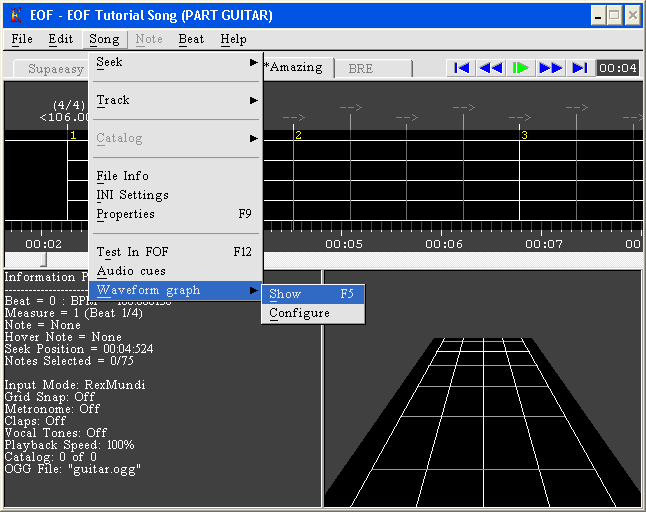 EOF - EOF Tutorial Song (PART GUITAR)
File Edit Song Note Beat Help
Supaeasy *Amazing BRE 00:04
Seek
Track
Catalog
File Info
INI Settings
Properties F9
Test In FOF F12
Audio cues
Waveform graph
Show F5
Configure
(4/4) --> --> --> -->
<106.00 --> --> -->
1 2 3
00:02 00:05 00:06 00:07 00
Information P
Beat = 0 : BPM =
Measure = 1 (Beat 1/4)
Note = None
Hover Note = None
Seek Position = 00:04:524
Notes Selected = 0/75
Input Mode: RexMundi
Grid Snap: Off
Metronome: Off
Claps: Off
Vocal Tones: Off
Playback Speed: 100%
Catalog: 0 of 0
OGG File: "guitar.ogg"